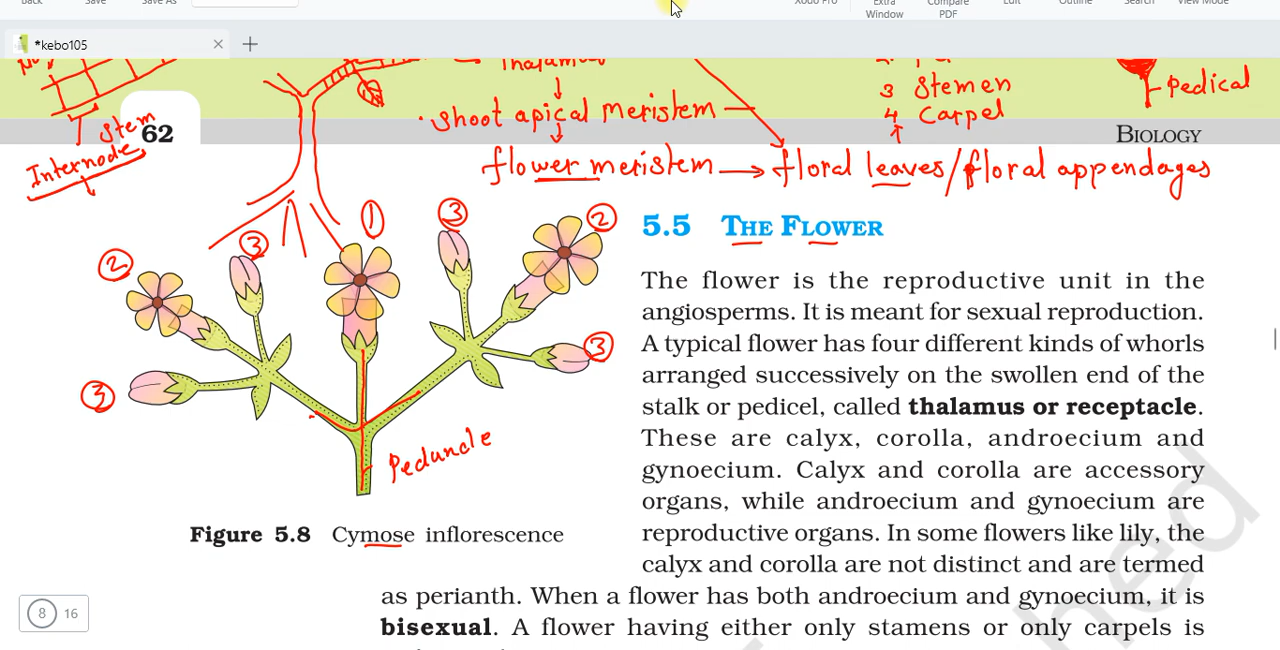 Back Save Save As Xodo Pro Extra Window Compare PDF Edit Outline Search View Mode
*kebo105
Thalamus
3 Stemen
Pedical
Stem
62
· Shoot apical meristem
4 Carpel
BIOLOGY
Internode
flower meristem → floral leaves/floral appendages
1
3
2
5.5 THE FLOWER
3
2
The flower is the reproductive unit in the
angiosperms. It is meant for sexual reproduction.
A typical flower has four different kinds of whorls
3
arranged successively on the swollen end of the
3
stalk or pedicel, called thalamus or receptacle.
These are calyx, corolla, androecium and
Peduncle
gynoecium. Calyx and corolla are accessory
organs, while androecium and gynoecium are
reproductive organs. In some flowers like lily, the
Figure 5.8 Cymose inflorescence
calyx and corolla are not distinct and are termed
as perianth. When a flower has both androecium and gynoecium, it is
8 16
bisexual. A flower having either only stamens or only carpels is
hed